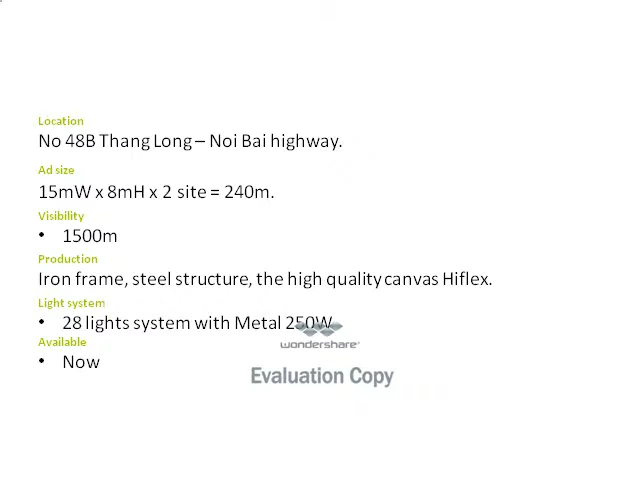 Location
No 48B Thang Long – Noi Bai highway.
Ad size
15mW x 8mH x 2 site = 240m.
Visibility
• 1500m
Production
Iron frame, steel structure, the high quality canvas Hiflex.
Light system
• 28 lights system with Metal 250W
Available
• Now
wondershare
Evaluation Copy